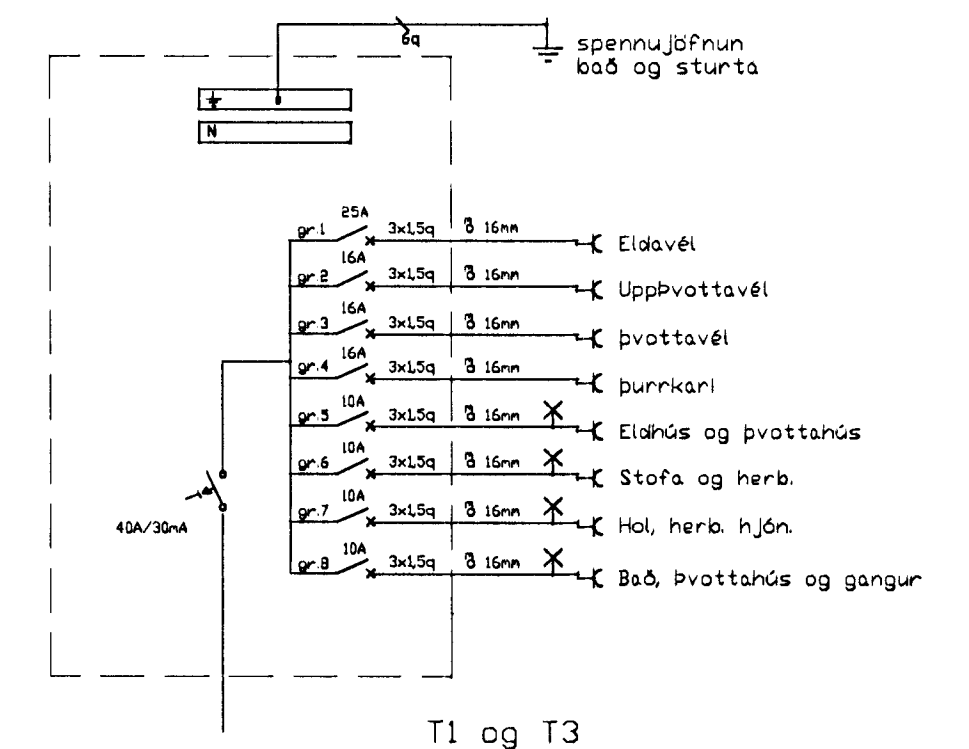 6q
spennujöfnun
bað og sturta
N
gr.1 25A 3x1,5q 16mm Eldavél
gr.2 16A 3x1,5q 16mm Uppþvottavél
gr.3 16A 3x1,5q 16mm þvottavél
gr.4 16A 3x1,5q 16mm þurrkari
gr.5 10A 3x1,5q 16mm Eldhús og þvottahús
gr.6 10A 3x1,5q 16mm Stofa og herb.
gr.7 10A 3x1,5q 16mm Hol, herb. hjón.
gr.8 10A 3x1,5q 16mm Bað, þvottahús og gangur
40A/30mA
T1 og T3